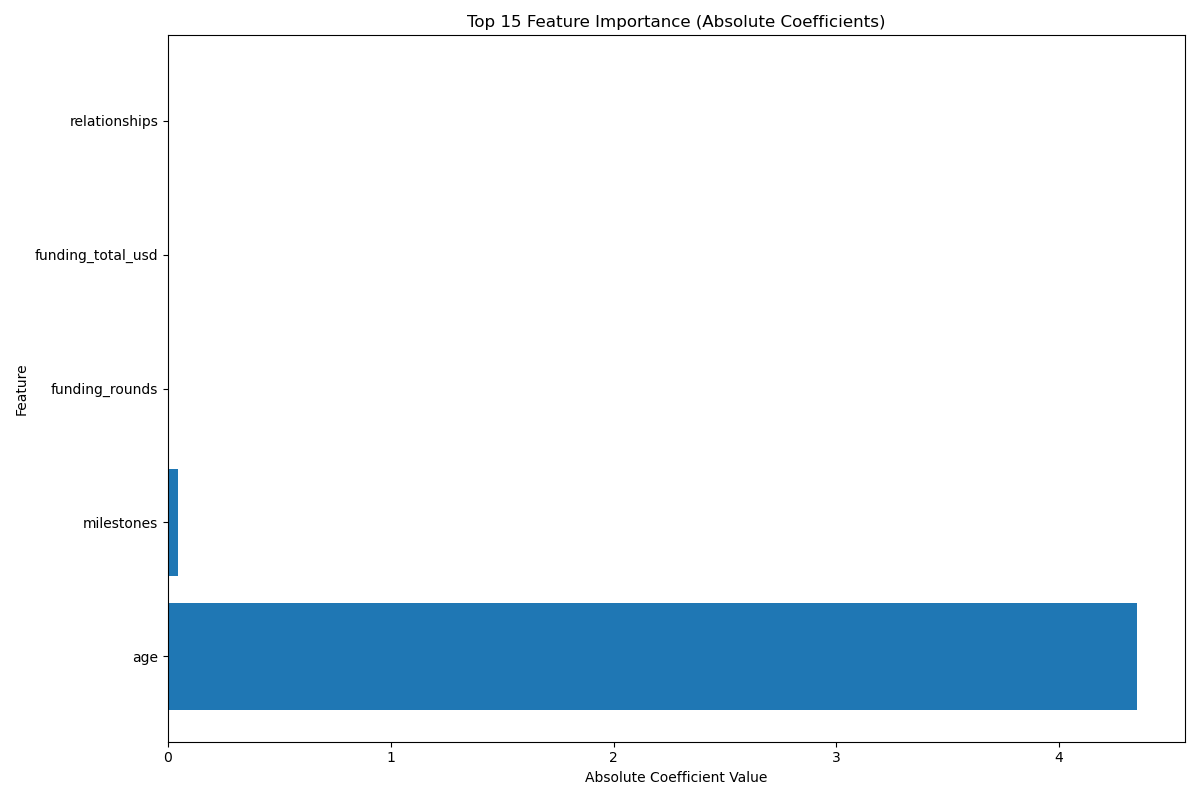 Top 15 Feature Importance (Absolute Coefficients)
relationships
funding_total_usd
funding_rounds
milestones
age
Feature
0 1 2 3 4
Absolute Coefficient Value